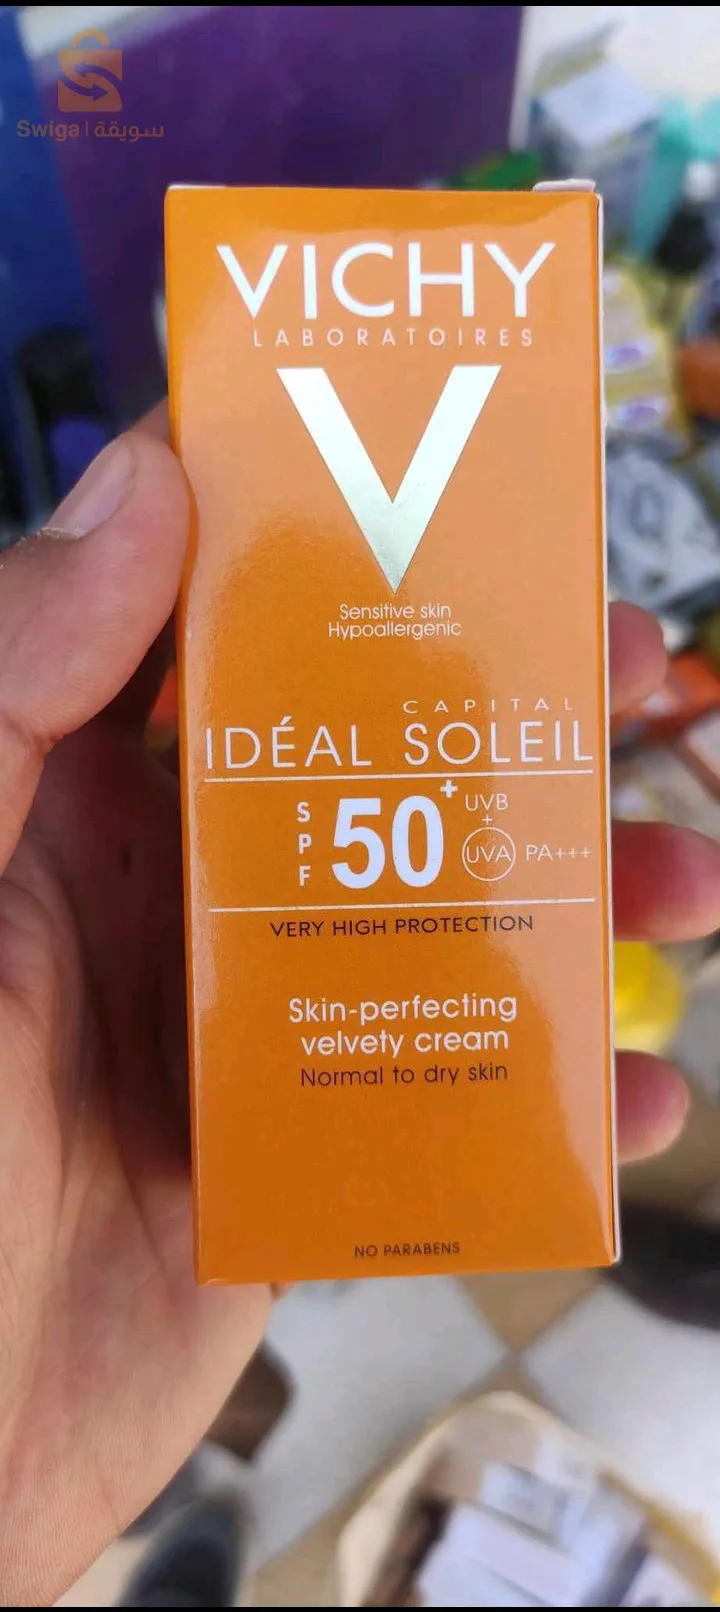 Swiga | سويقة
VICHY
LABORATOIRES
Sensitive skin
Hypoallergenic
CAPITAL
IDÉAL SOLEIL
SPF 50+ UVB
+
UVA PA+++
VERY HIGH PROTECTION
Skin-perfecting
velvety cream
Normal to dry skin
NO PARABENS